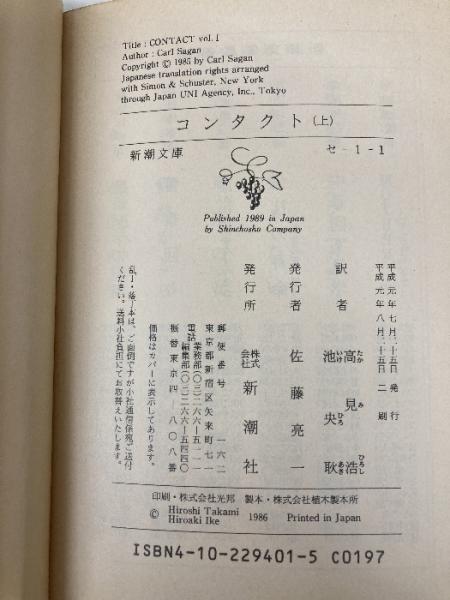 Title : CONTACT vol. I
Author : Carl Sagan
Copyright © 1985 by Carl Sagan
Japanese translation rights arranged
with Simon & Schuster, New York
through Japan UNI Agency, Inc., Tokyo
コンタクト(上)
新潮文庫 セ-1-1
Published 1989 in Japan
by Shinchosha Company
平成元年七月二十五日発行
平成元年八月二十五日二刷
訳者 高見浩
池央耿
発行者 佐藤亮一
発行所 株式会社 新潮社
郵便番号 一六二
東京都新宿区矢来町七一
電話 業務部(〇三)二六六―五一一一
編集部(〇三)二六六―五四四〇
振替東京四―八〇八番
価格はカバーに表示してあります。
乱丁・落丁本は、ご面倒ですが小社通信係宛ご送付
ください。送料小社負担にてお取替えいたします。
印刷・株式会社光邦 製本・株式会社植木製本所
© Hiroshi Takami
Hiroaki Ike 1986 Printed in Japan
ISBN4-10-229401-5 C0197